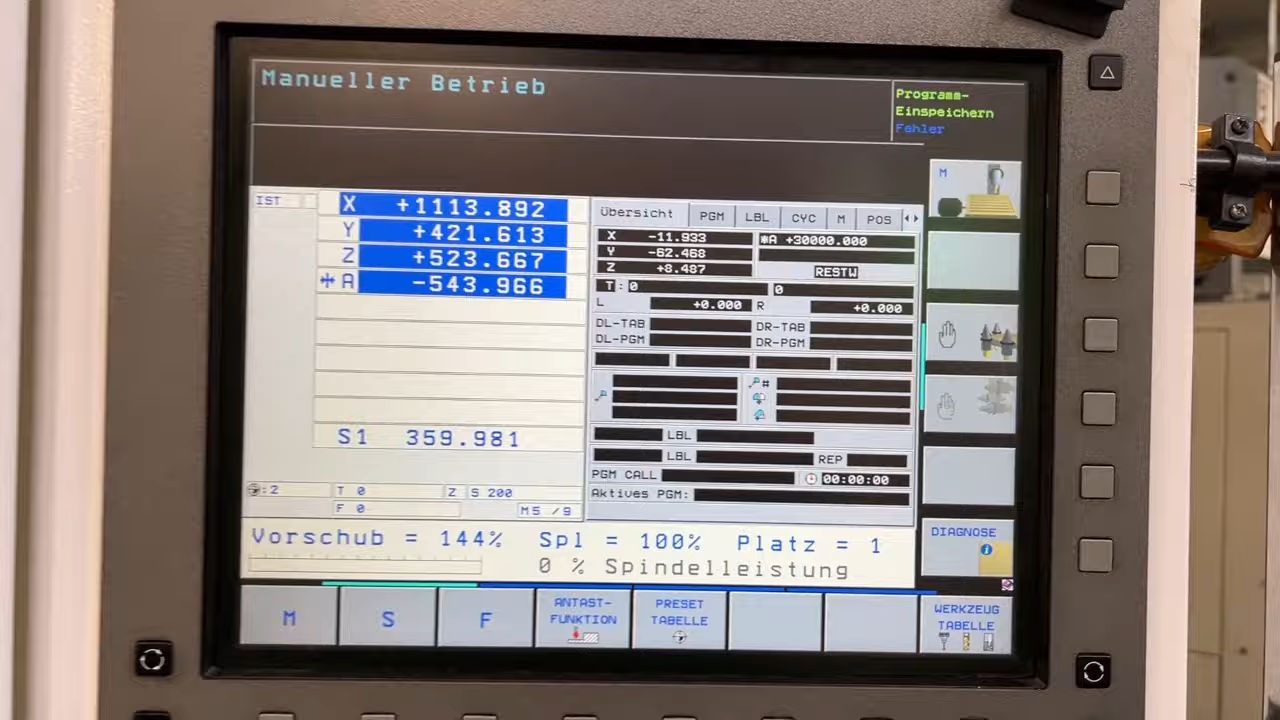 Manueller Betrieb
Programm-
Einspeichern
Fehler
IST
X +1113.892
Y +421.613
Z +523.667
A -543.966
S1 359.981
:2
T 0
Z S 200
F 0
M5 /9
Übersicht PGM LBL CYC M POS
X -11.933
Y -62.468
Z +8.487
*A +30000.000
RESTW
T:0
0
L +0.000 R +0.000
DL-TAB DR-TAB
DL-PGM DR-PGM
#
LBL
LBL REP
PGM CALL 00:00:00
Aktives PGM:
Vorschub = 144% Spl = 100% Platz = 1
0 % Spindelleistung
M
DIAGNOSE
M
S
F
ANTAST-
FUNKTION
PRESET
TABELLE
WERKZEUG
TABELLE